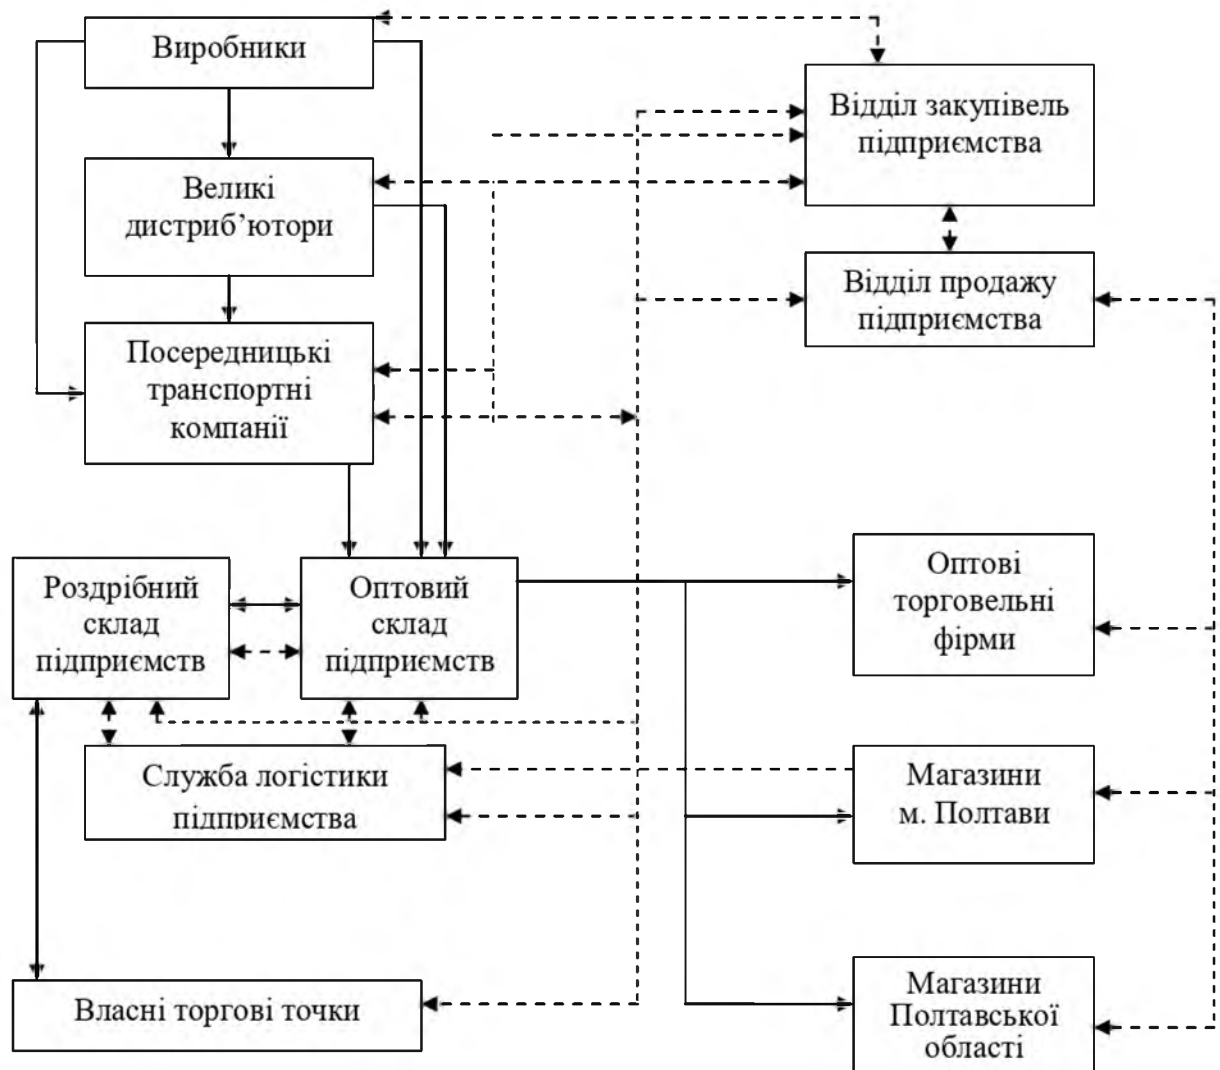 Виробники
Відділ закупівель
підприємства
Великі
дистриб’ютори
Відділ продажу
підприємства
Посередницькі
транспортні
компанії
Роздрібний
склад
підприємств
Оптовий
склад
підприємств
Оптові
торговельні
фірми
Служба логістики
підприємства
Магазини
м. Полтави
Власні торгові точки
Магазини
Полтавської
області